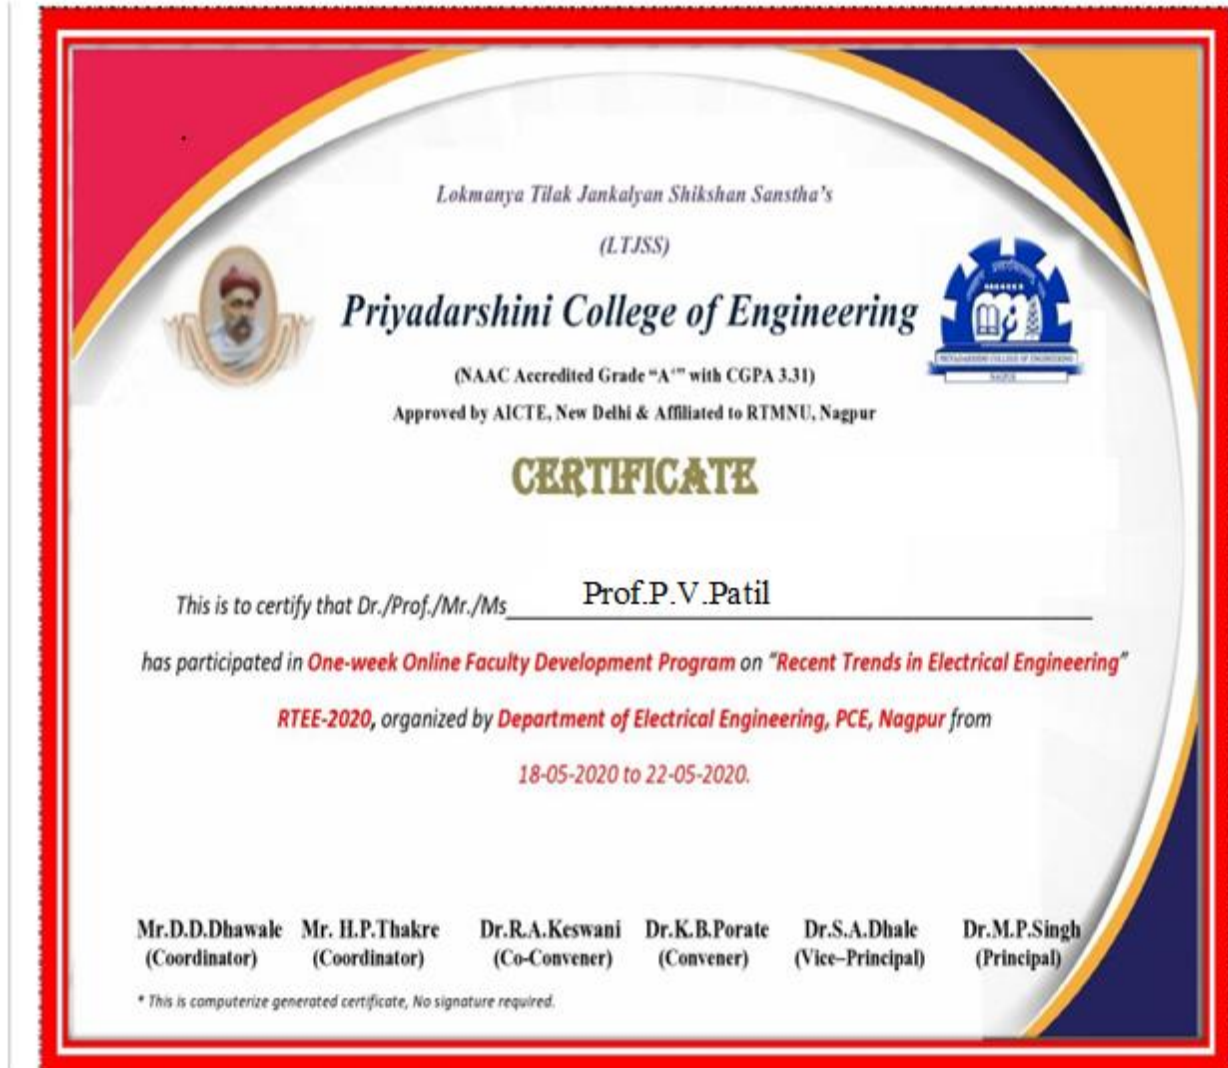 Lokmanya Tilak Jankalyan Shikshan Sanstha's
(LTJSS)
Priyadarshini College of Engineering
(NAAC Accredited Grade "A+" with CGPA 3.31)
Approved by AICTE, New Delhi & Affiliated to RTMNU, Nagpur
PRIYADARSHINI COLLEGE OF ENGINEERING
NAGPUR
CERTIFICATE
This is to certify that Dr./Prof./Mr./Ms Prof.P.V.Patil
has participated in One-week Online Faculty Development Program on "Recent Trends in Electrical Engineering"
RTEE-2020, organized by Department of Electrical Engineering, PCE, Nagpur from
18-05-2020 to 22-05-2020.
Mr.D.D.Dhawale Mr. H.P.Thakre Dr.R.A.Keswani Dr.K.B.Porate Dr.S.A.Dhale Dr.M.P.Singh
(Coordinator) (Coordinator) (Co-Convener) (Convener) (Vice–Principal) (Principal)
* This is computerize generated certificate, No signature required.